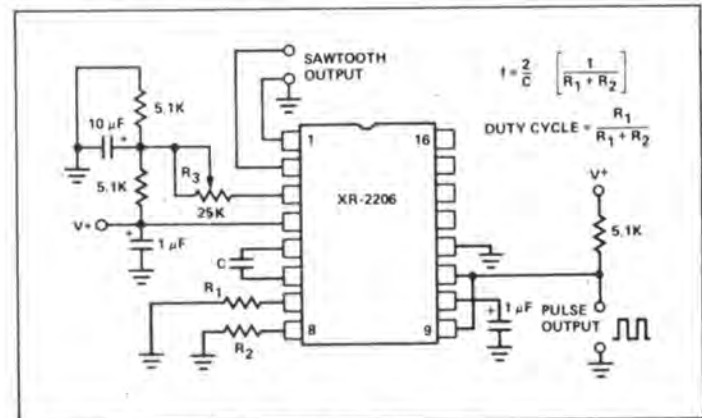 SAWTOOTH
OUTPUT
f = 2/C [1/(R1 + R2)]
DUTY CYCLE = R1/(R1 + R2)
5.1K
10 µF
+
R3
5.1K
25K
V+
+
1 µF
C
R1
R2
1
16
XR-2206
8
9
V+
5.1K
+
1 µF
PULSE
OUTPUT